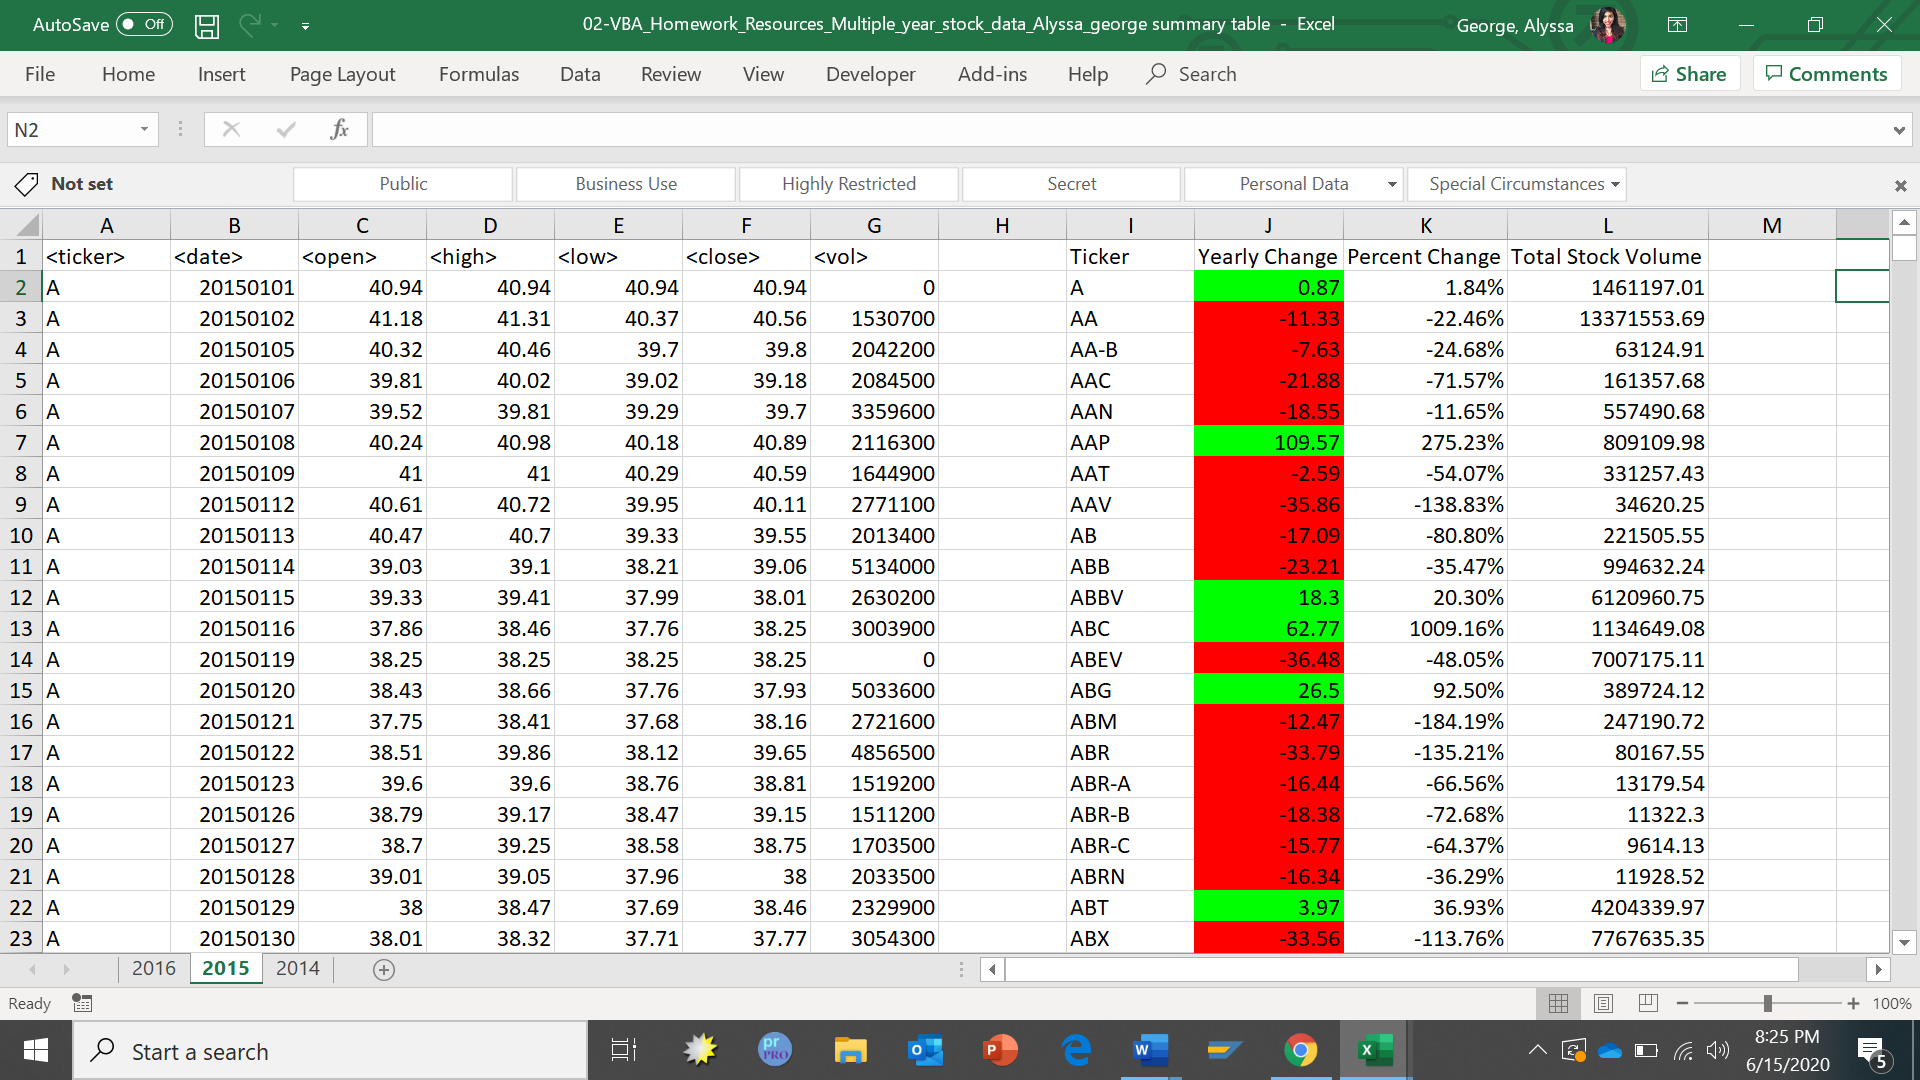 AutoSave Off 02-VBA_Homework_Resources_Multiple_year_stock_data_Alyssa_george summary table - Excel George, Alyssa
File Home Insert Page Layout Formulas Data Review View Developer Add-ins Help Search Share Comments
N2 fx
Not set Public Business Use Highly Restricted Secret Personal Data Special Circumstances
A B C D E F G H I J K L M
1 <ticker> <date> <open> <high> <low> <close> <vol> Ticker Yearly Change Percent Change Total Stock Volume
2 A 20150101 40.94 40.94 40.94 40.94 0 A 0.87 1.84% 1461197.01
3 A 20150102 41.18 41.31 40.37 40.56 1530700 AA -11.33 -22.46% 13371553.69
4 A 20150105 40.32 40.46 39.7 39.8 2042200 AA-B -7.63 -24.68% 63124.91
5 A 20150106 39.81 40.02 39.02 39.18 2084500 AAC -21.88 -71.57% 161357.68
6 A 20150107 39.52 39.81 39.29 39.7 3359600 AAN -18.55 -11.65% 557490.68
7 A 20150108 40.24 40.98 40.18 40.89 2116300 AAP 109.57 275.23% 809109.98
8 A 20150109 41 41 40.29 40.59 1644900 AAT -2.59 -54.07% 331257.43
9 A 20150112 40.61 40.72 39.95 40.11 2771100 AAV -35.86 -138.83% 34620.25
10 A 20150113 40.47 40.7 39.33 39.55 2013400 AB -17.09 -80.80% 221505.55
11 A 20150114 39.03 39.1 38.21 39.06 5134000 ABB -23.21 -35.47% 994632.24
12 A 20150115 39.33 39.41 37.99 38.01 2630200 ABBV 18.3 20.30% 6120960.75
13 A 20150116 37.86 38.46 37.76 38.25 3003900 ABC 62.77 1009.16% 1134649.08
14 A 20150119 38.25 38.25 38.25 38.25 0 ABEV -36.48 -48.05% 7007175.11
15 A 20150120 38.43 38.66 37.76 37.93 5033600 ABG 26.5 92.50% 389724.12
16 A 20150121 37.75 38.41 37.68 38.16 2721600 ABM -12.47 -184.19% 247190.72
17 A 20150122 38.51 39.86 38.12 39.65 4856500 ABR -33.79 -135.21% 80167.55
18 A 20150123 39.6 39.6 38.76 38.81 1519200 ABR-A -16.44 -66.56% 13179.54
19 A 20150126 38.79 39.17 38.47 39.15 1511200 ABR-B -18.38 -72.68% 11322.3
20 A 20150127 38.7 39.25 38.58 38.75 1703500 ABR-C -15.77 -64.37% 9614.13
21 A 20150128 39.01 39.05 37.96 38 2033500 ABRN -16.34 -36.29% 11928.52
22 A 20150129 38 38.47 37.69 38.46 2329900 ABT 3.97 36.93% 4204339.97
23 A 20150130 38.01 38.32 37.71 37.77 3054300 ABX -33.56 -113.76% 7767635.35
2016 2015 2014
Ready 100%
Start a search pr PRO O P W X 8:25 PM
6/15/2020 5